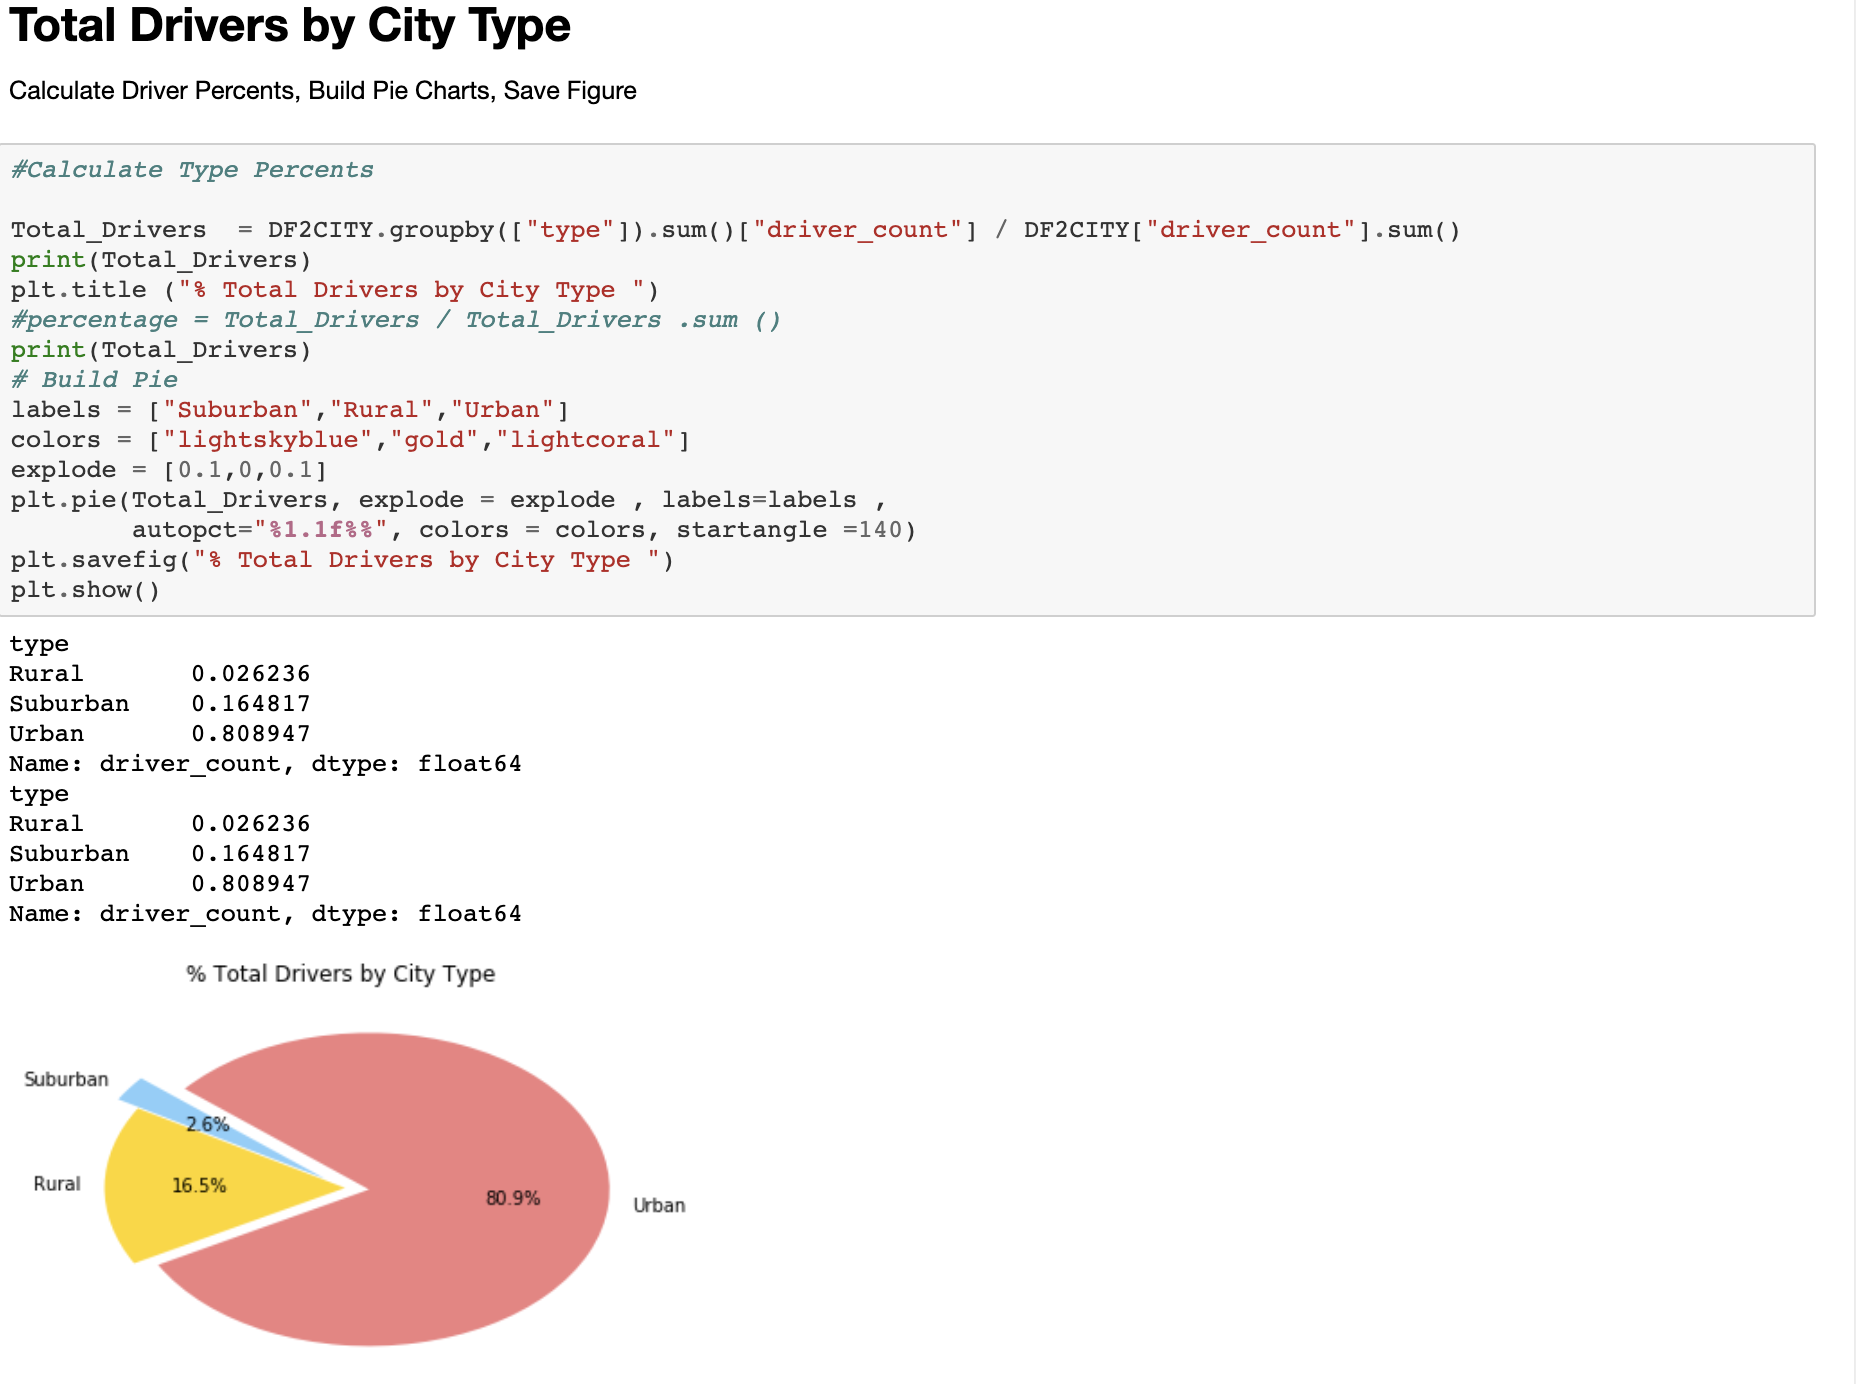 Total Drivers by City Type
Calculate Driver Percents, Build Pie Charts, Save Figure
#Calculate Type Percents
Total_Drivers  = DF2CITY.groupby(["type"]).sum()["driver_count"] / DF2CITY["driver_count"].sum()
print(Total_Drivers)
plt.title ("% Total Drivers by City Type ")
#percentage = Total_Drivers / Total_Drivers .sum ()
print(Total_Drivers)
# Build Pie
labels = ["Suburban","Rural","Urban"]
colors = ["lightskyblue","gold","lightcoral"]
explode = [0.1,0,0.1]
plt.pie(Total_Drivers, explode = explode , labels=labels ,
        autopct="%1.1f%%", colors = colors, startangle =140)
plt.savefig("% Total Drivers by City Type ")
plt.show()
type
Rural       0.026236
Suburban    0.164817
Urban       0.808947
Name: driver_count, dtype: float64
type
Rural       0.026236
Suburban    0.164817
Urban       0.808947
Name: driver_count, dtype: float64
% Total Drivers by City Type
Suburban
2.6%
Rural
16.5%
80.9%
Urban